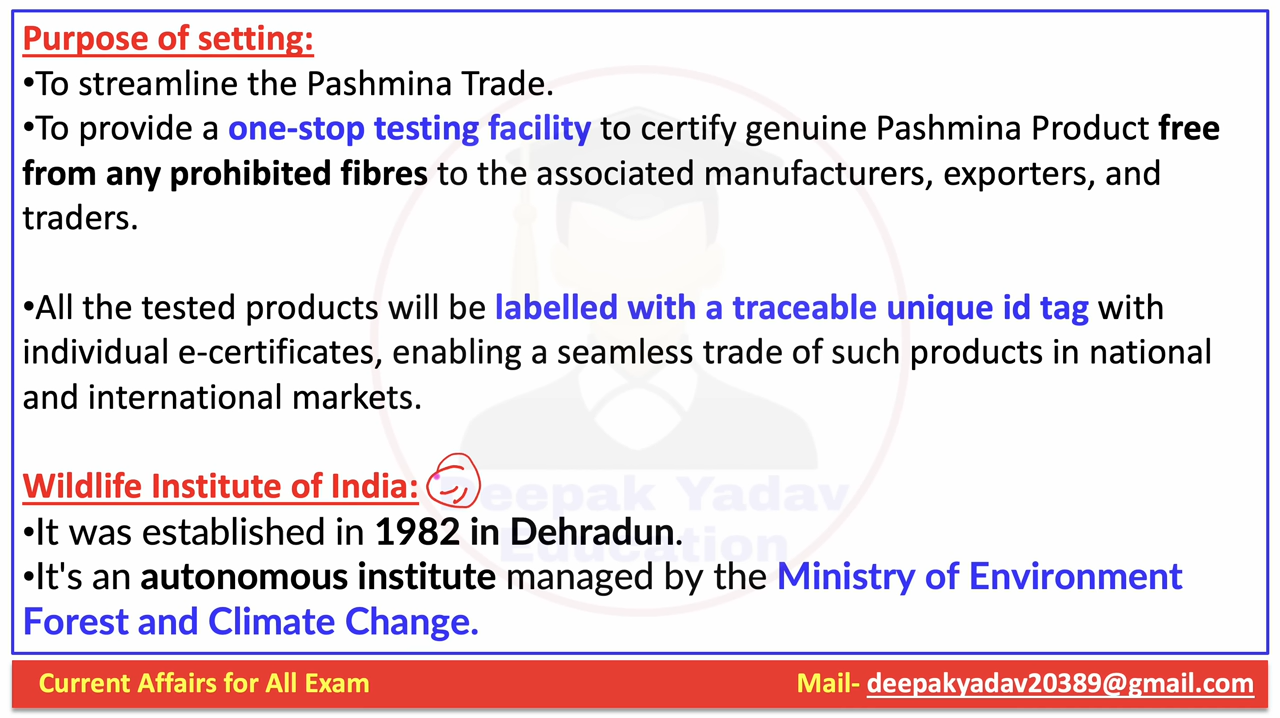 Purpose of setting:
•To streamline the Pashmina Trade.
•To provide a one-stop testing facility to certify genuine Pashmina Product free
from any prohibited fibres to the associated manufacturers, exporters, and
traders.
•All the tested products will be labelled with a traceable unique id tag with
individual e-certificates, enabling a seamless trade of such products in national
and international markets.
Wildlife Institute of India:
Deepak Yadav
•It was established in 1982 in Dehradun.
Education
•It's an autonomous institute managed by the Ministry of Environment
Forest and Climate Change.
Current Affairs for All Exam
Mail- deepakyadav20389@gmail.com